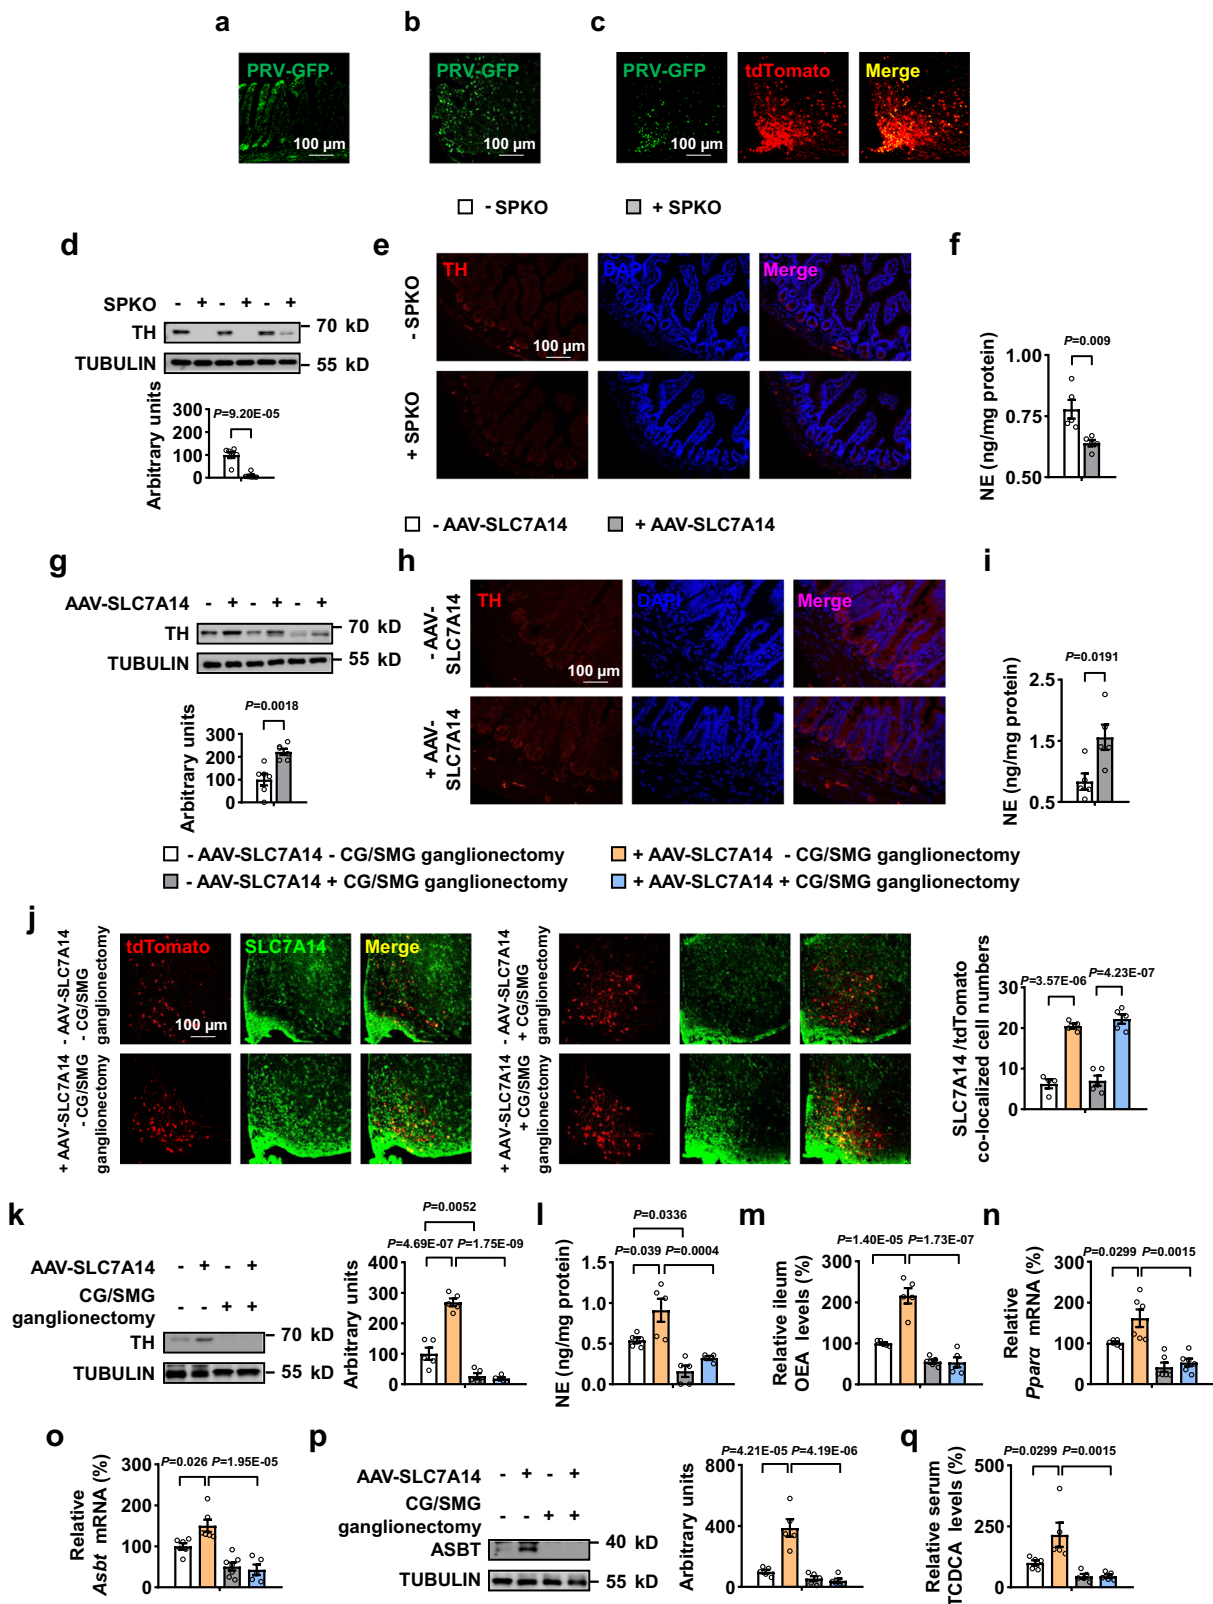 a
b
c
PRV-GFP
100 µm
PRV-GFP
100 µm
PRV-GFP
100 µm
tdTomato
Merge
- SPKO
+ SPKO
d
SPKO - + - + - +
TH
70 kD
TUBULIN
55 kD
Arbitrary units
P=9.20E-05
300
200
100
0
e
TH
DAPI
Merge
- SPKO
100 µm
+ SPKO
f
P=0.009
NE (ng/mg protein)
1.00
0.75
0.50
- AAV-SLC7A14
+ AAV-SLC7A14
g
AAV-SLC7A14 - + - + - +
TH
70 kD
TUBULIN
55 kD
P=0.0018
Arbitrary units
300
200
100
0
h
TH
DAPI
Merge
- AAV-
SLC7A14
100 µm
+ AAV-
SLC7A14
i
P=0.0191
NE (ng/mg protein)
2.5
1.5
0.5
- AAV-SLC7A14 - CG/SMG ganglionectomy
+ AAV-SLC7A14 - CG/SMG ganglionectomy
- AAV-SLC7A14 + CG/SMG ganglionectomy
+ AAV-SLC7A14 + CG/SMG ganglionectomy
j
tdTomato
SLC7A14
Merge
- AAV-SLC7A14
- CG/SMG
ganglionectomy
100 µm
+ AAV-SLC7A14
- CG/SMG
ganglionectomy
- AAV-SLC7A14
+ CG/SMG
ganglionectomy
+ AAV-SLC7A14
+ CG/SMG
ganglionectomy
SLC7A14 /tdTomato
co-localized cell numbers
P=3.57E-06
P=4.23E-07
30
20
10
0
k
AAV-SLC7A14 - + - +
CG/SMG
ganglionectomy - - + +
TH
70 kD
TUBULIN
55 kD
P=0.0052
P=4.69E-07
P=1.75E-09
Arbitrary units
400
300
200
100
0
l
P=0.0336
P=0.039
P=0.0004
NE (ng/mg protein)
1.5
1.0
0.5
0.0
m
P=1.40E-05
P=1.73E-07
Relative ileum
OEA levels (%)
300
200
100
0
n
P=0.0299
P=0.0015
Relative
Pparα mRNA (%)
300
200
100
0
o
P=0.026
P=1.95E-05
Relative
Asbt mRNA (%)
300
200
100
0
p
AAV-SLC7A14 - + - +
CG/SMG
ganglionectomy - - + +
ASBT
40 kD
TUBULIN
55 kD
P=4.21E-05
P=4.19E-06
Arbitrary units
800
400
0
q
P=0.0299
P=0.0015
Relative serum
TCDCA levels (%)
500
250
0